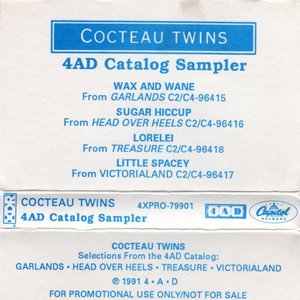 COCTEAU TWINS
4AD Catalog Sampler
WAX AND WANE
From GARLANDS C2/C4-96415
SUGAR HICCUP
From HEAD OVER HEELS C2/C4-96416
LORELEI
From TREASURE C2/C4-96418
LITTLE SPACEY
From VICTORIALAND C2/C4-96417
COCTEAU TWINS 4XPRO-79901
4AD Catalog Sampler
XDR
4AD
Capitol
COCTEAU TWINS
Selections From the 4AD Catalog:
GARLANDS · HEAD OVER HEELS · TREASURE · VICTORIALAND
℗ 1991 4 · A · D
FOR PROMOTIONAL USE ONLY/NOT FOR SALE